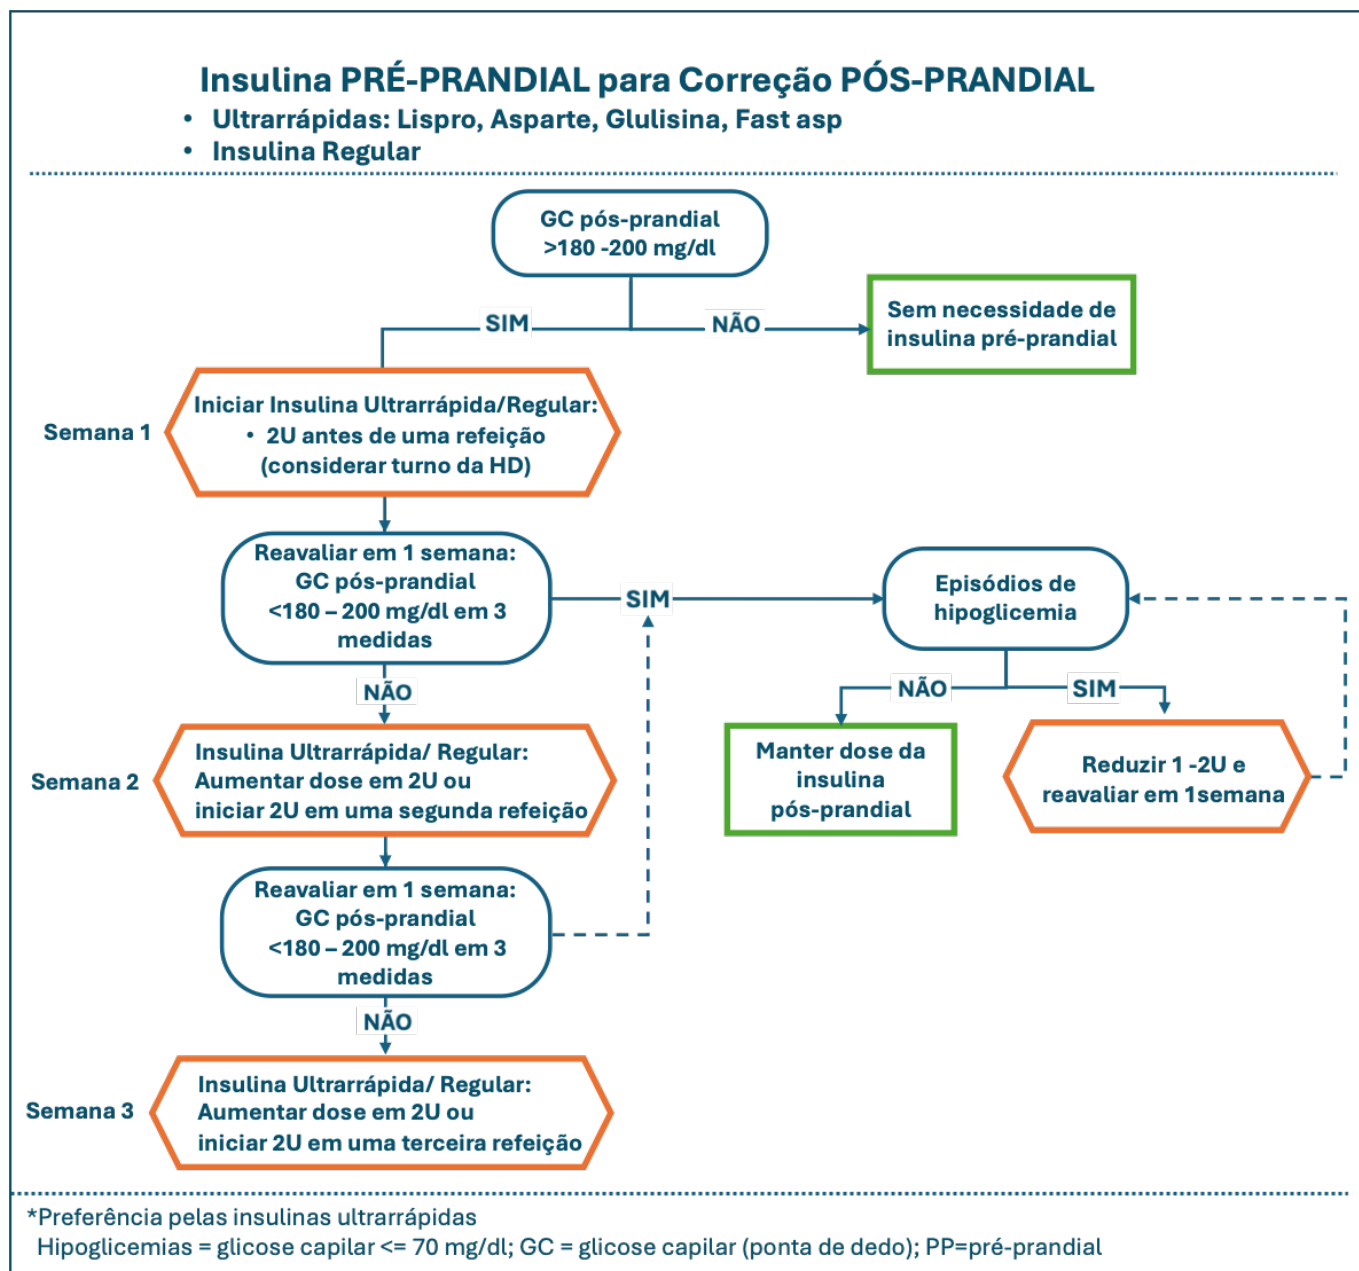 Insulina PRÉ-PRANDIAL para Correção PÓS-PRANDIAL
• Ultrarrápidas: Lispro, Asparte, Glulisina, Fast asp
• Insulina Regular
GC pós-prandial
>180 -200 mg/dl
SIM
NÃO
Sem necessidade de
insulina pré-prandial
Semana 1
Iniciar Insulina Ultrarrápida/Regular:
• 2U antes de uma refeição
(considerar turno da HD)
Reavaliar em 1 semana:
GC pós-prandial
<180 – 200 mg/dl em 3
medidas
SIM
Episódios de
hipoglicemia
NÃO
NÃO
SIM
Semana 2
Insulina Ultrarrápida/ Regular:
Aumentar dose em 2U ou
iniciar 2U em uma segunda refeição
Manter dose da
insulina
pós-prandial
Reduzir 1 -2U e
reavaliar em 1semana
Reavaliar em 1 semana:
GC pós-prandial
<180 – 200 mg/dl em 3
medidas
NÃO
Semana 3
Insulina Ultrarrápida/ Regular:
Aumentar dose em 2U ou
iniciar 2U em uma terceira refeição
*Preferência pelas insulinas ultrarrápidas
Hipoglicemias = glicose capilar <= 70 mg/dl; GC = glicose capilar (ponta de dedo); PP=pré-prandial